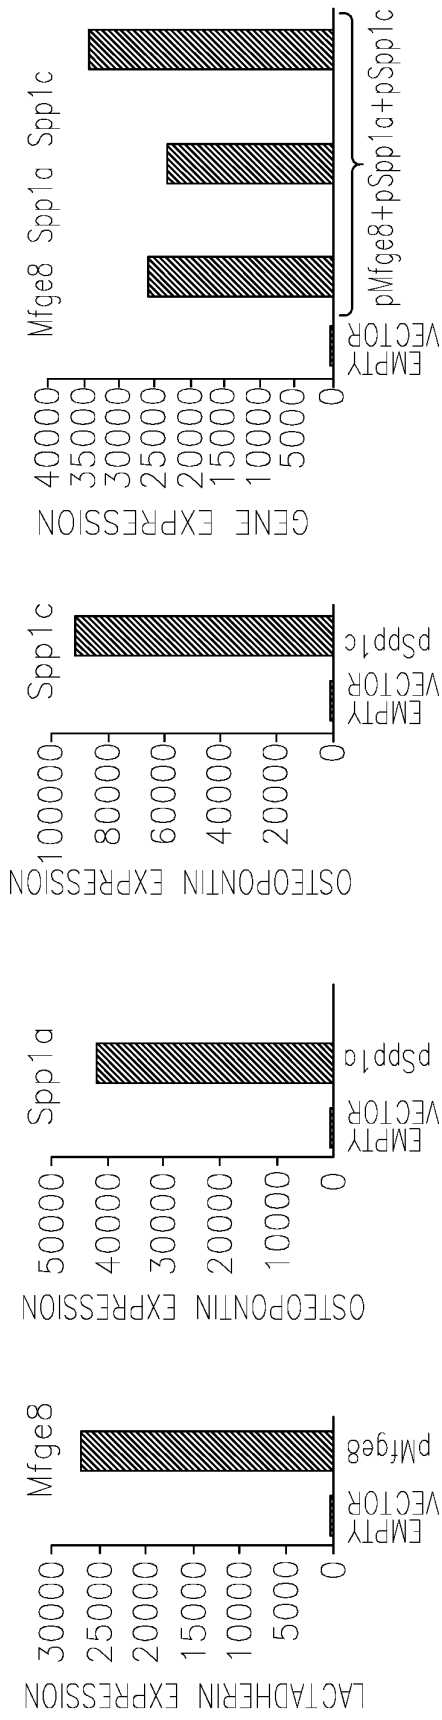 Mfge8
LACTADHERIN EXPRESSION
30000
25000
20000
15000
10000
5000
0
EMPTY
VECTOR
pMfge8
Spp1a
OSTEOPONTIN EXPRESSION
50000
40000
30000
20000
10000
0
EMPTY
VECTOR
pSpp1a
Spp1c
OSTEOPONTIN EXPRESSION
100000
80000
60000
40000
20000
0
EMPTY
VECTOR
pSpp1c
Mfge8 Spp1a Spp1c
GENE EXPRESSION
40000
35000
30000
25000
20000
15000
10000
5000
0
EMPTY
VECTOR
pMfge8+pSpp1a+pSpp1c